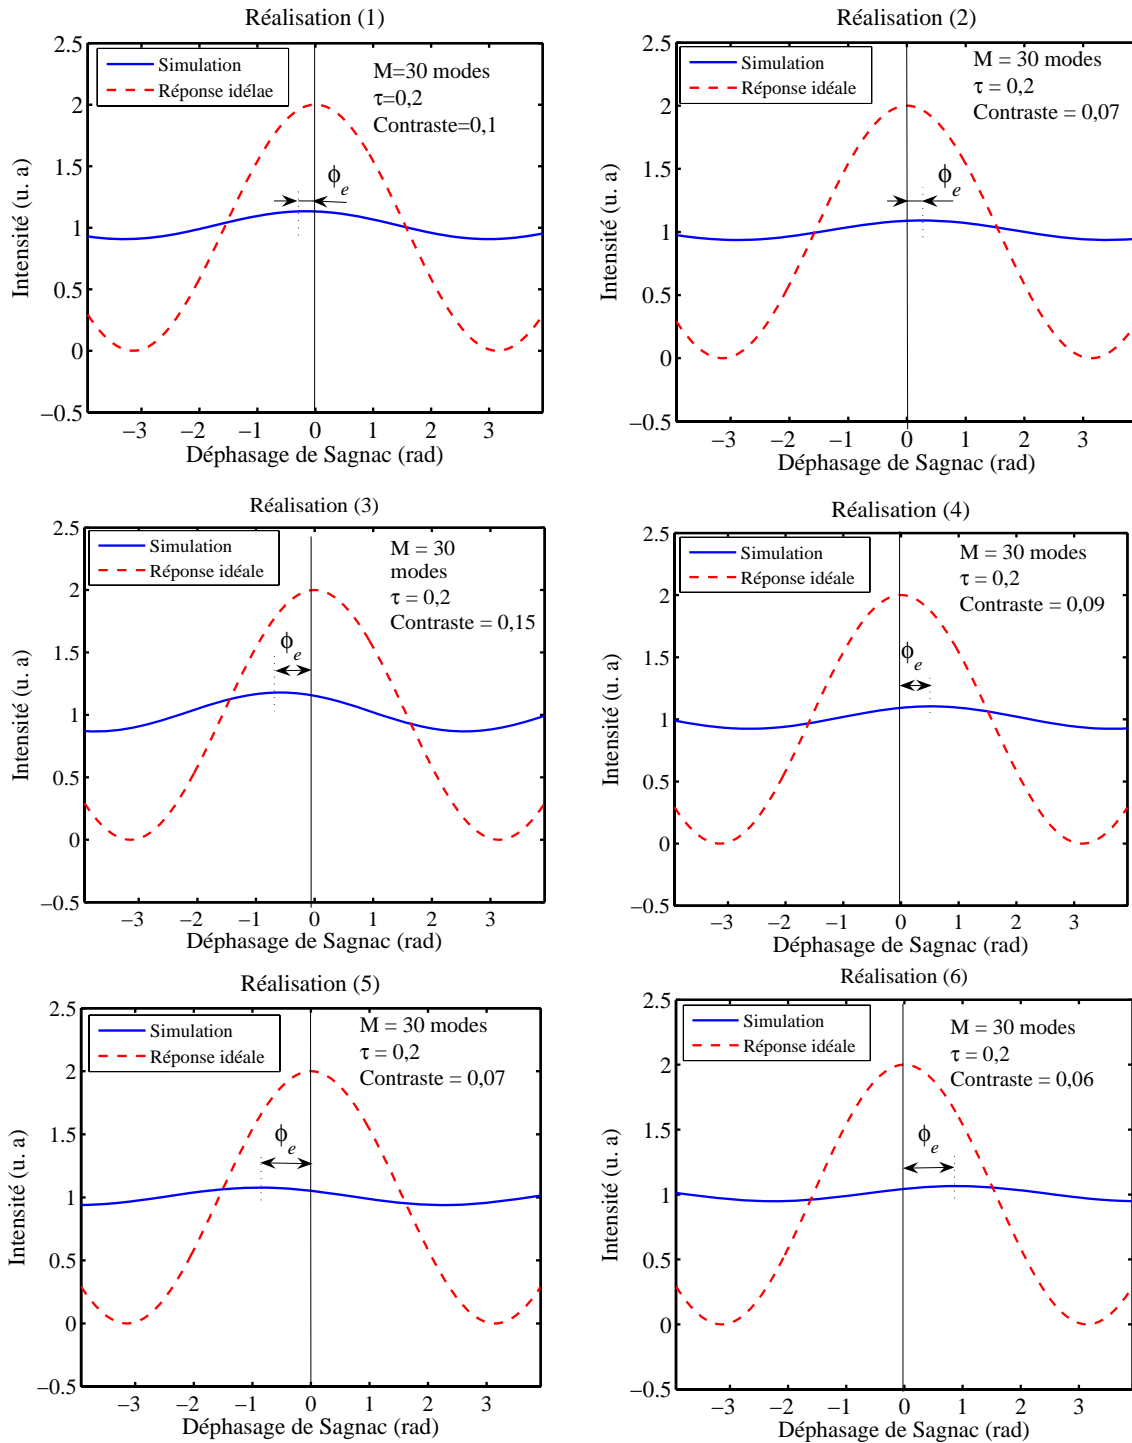 Réalisation (1)
Simulation
Réponse idélae
M=30 modes
τ=0,2
Contraste=0,1
ϕe
Intensité (u. a)
2.5
2
1.5
1
0.5
0
−0.5
−3 −2 −1 0 1 2 3
Déphasage de Sagnac (rad)
Réalisation (2)
Simulation
Réponse idéale
M = 30 modes
τ = 0,2
Contraste = 0,07
ϕe
Intensité (u. a)
2.5
2
1.5
1
0.5
0
−0.5
−3 −2 −1 0 1 2 3
Déphasage de Sagnac (rad)
Réalisation (3)
Simulation
Réponse idéale
M = 30
modes
τ = 0,2
Contraste = 0,15
ϕe
Intensité (u. a)
2.5
2
1.5
1
0.5
0
−0.5
−3 −2 −1 0 1 2 3
Déphasage de Sagnac (rad)
Réalisation (4)
Simulation
Réponse idéale
M = 30 modes
τ = 0,2
Contraste = 0,09
ϕe
Intensité (u. a)
2.5
2
1.5
1
0.5
0
−0.5
−3 −2 −1 0 1 2 3
Déphasage de Sagnac (rad)
Réalisation (5)
Simulation
Réponse idéale
M = 30 modes
τ = 0,2
Contraste = 0,07
ϕe
Intensité (u. a)
2.5
2
1.5
1
0.5
0
−0.5
−3 −2 −1 0 1 2 3
Déphasage de Sagnac (rad)
Réalisation (6)
Simulation
Réponse idéale
M = 30 modes
τ = 0,2
Contraste = 0,06
ϕe
Intensité (u. a)
2.5
2
1.5
1
0.5
0
−0.5
−3 −2 −1 0 1 2 3
Déphasage de Sagnac (rad)